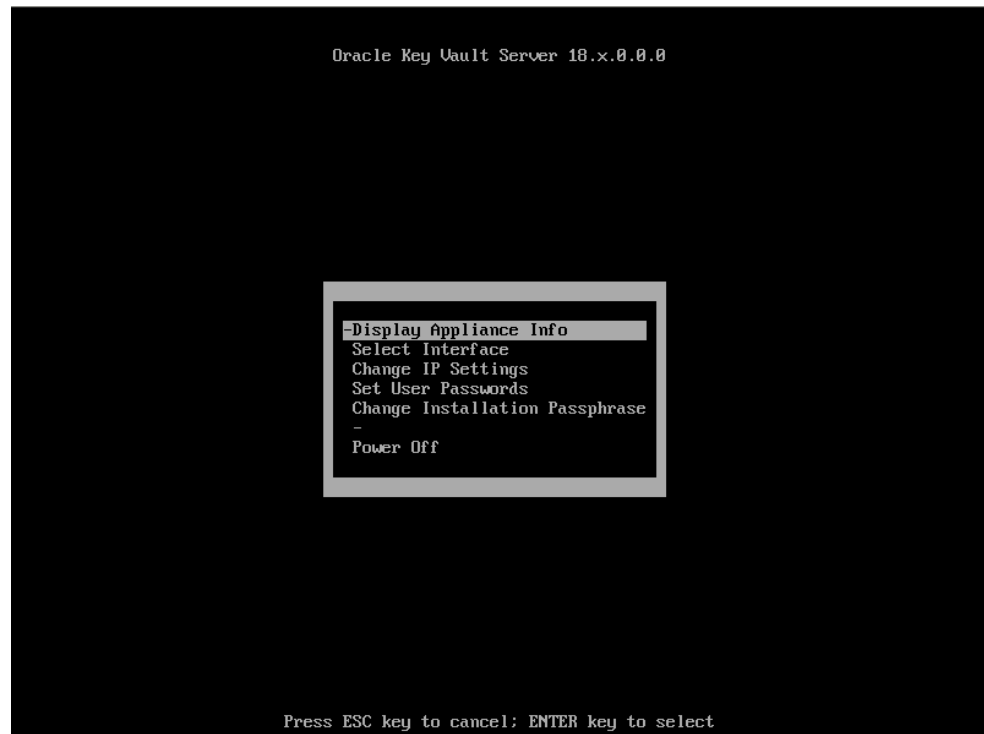 Oracle Key Vault Server 18.x.0.0.0
-Display Appliance Info
Select Interface
Change IP Settings
Set User Passwords
Change Installation Passphrase
-
Power Off
Press ESC key to cancel; ENTER key to select